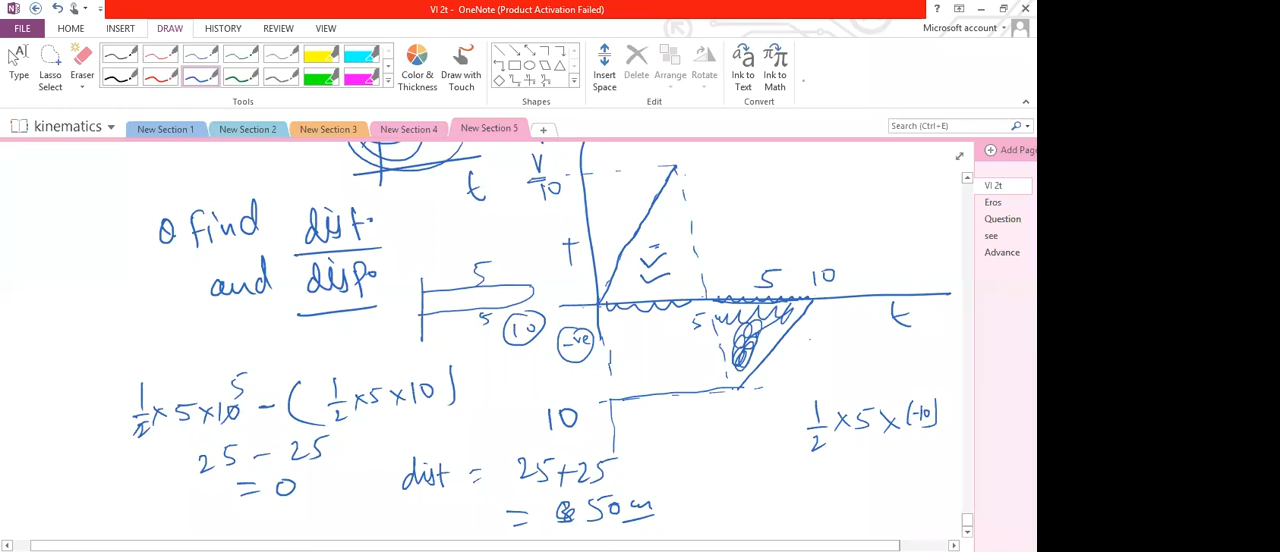 VI 2t - OneNote (Product Activation Failed)
FILE HOME INSERT DRAW HISTORY REVIEW VIEW
Microsoft account
Type
Lasso Select
Eraser
Color & Thickness
Draw with Touch
Insert Space
Delete
Arrange
Rotate
Ink to Text
Ink to Math
Tools
Shapes
Edit
Convert
kinematics
New Section 1
New Section 2
New Section 3
New Section 4
New Section 5
Search (Ctrl+E)
Add Page
VI 2t
Eros
Question
see
Advance
t
V
10
Q find dist.
and disp.
5
5
10
+
-ve
5
5 10
t
10
1/2 × 5 × 10 5 - ( 1/2 × 5 × 10 )
25 - 25
= 0
1/2 × 5 × (-10)
dist = 25 + 25
= 50 m